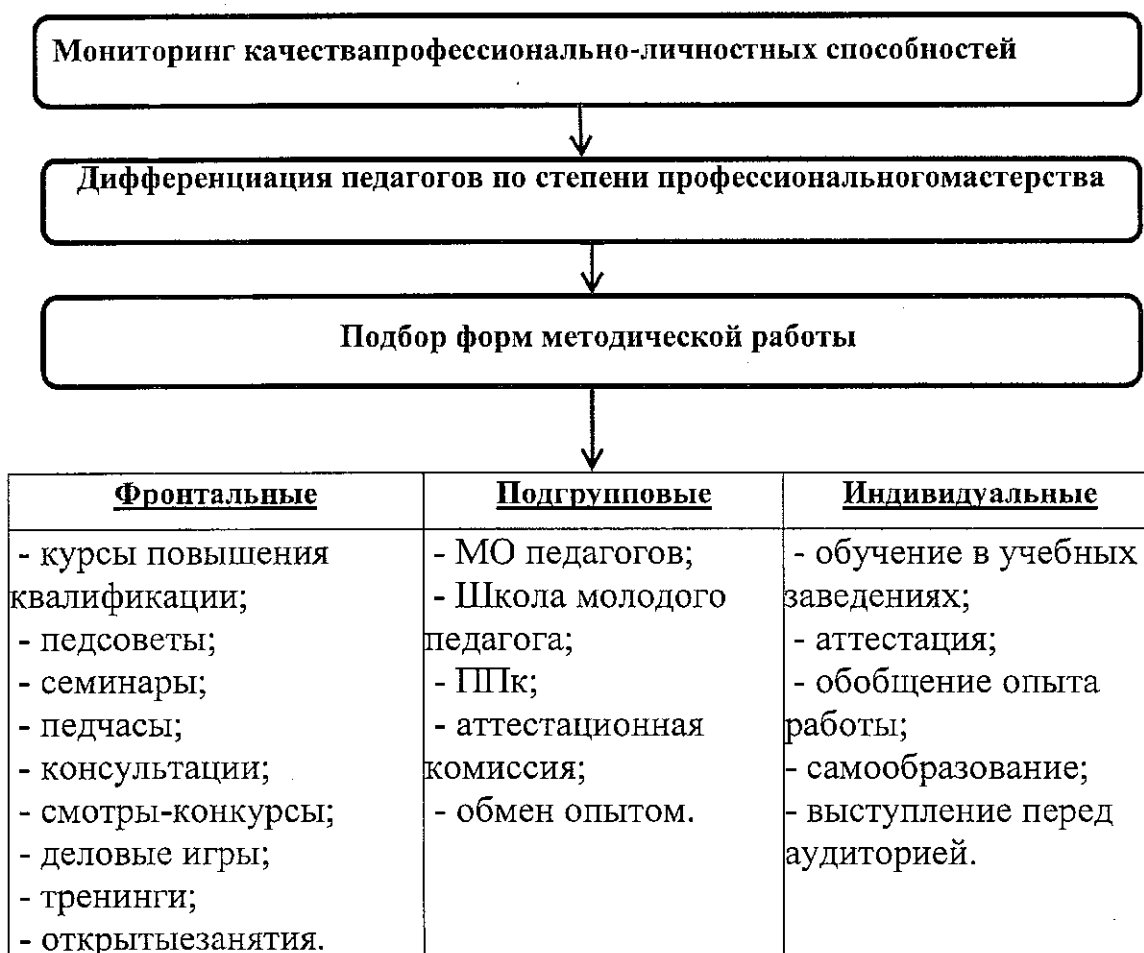 Мониторинг качествапрофессионально-личностных способностей
Дифференциация педагогов по степени профессиональногомастерства
Подбор форм методической работы
Фронтальные
- курсы повышения
квалификации;
- педсоветы;
- семинары;
- педчасы;
- консультации;
- смотры-конкурсы;
- деловые игры;
- тренинги;
- открытыезанятия.
Подгрупповые
- МО педагогов;
- Школа молодого
педагога;
- ППк;
- аттестационная
комиссия;
- обмен опытом.
Индивидуальные
- обучение в учебных
заведениях;
- аттестация;
- обобщение опыта
работы;
- самообразование;
- выступление перед
аудиторией.